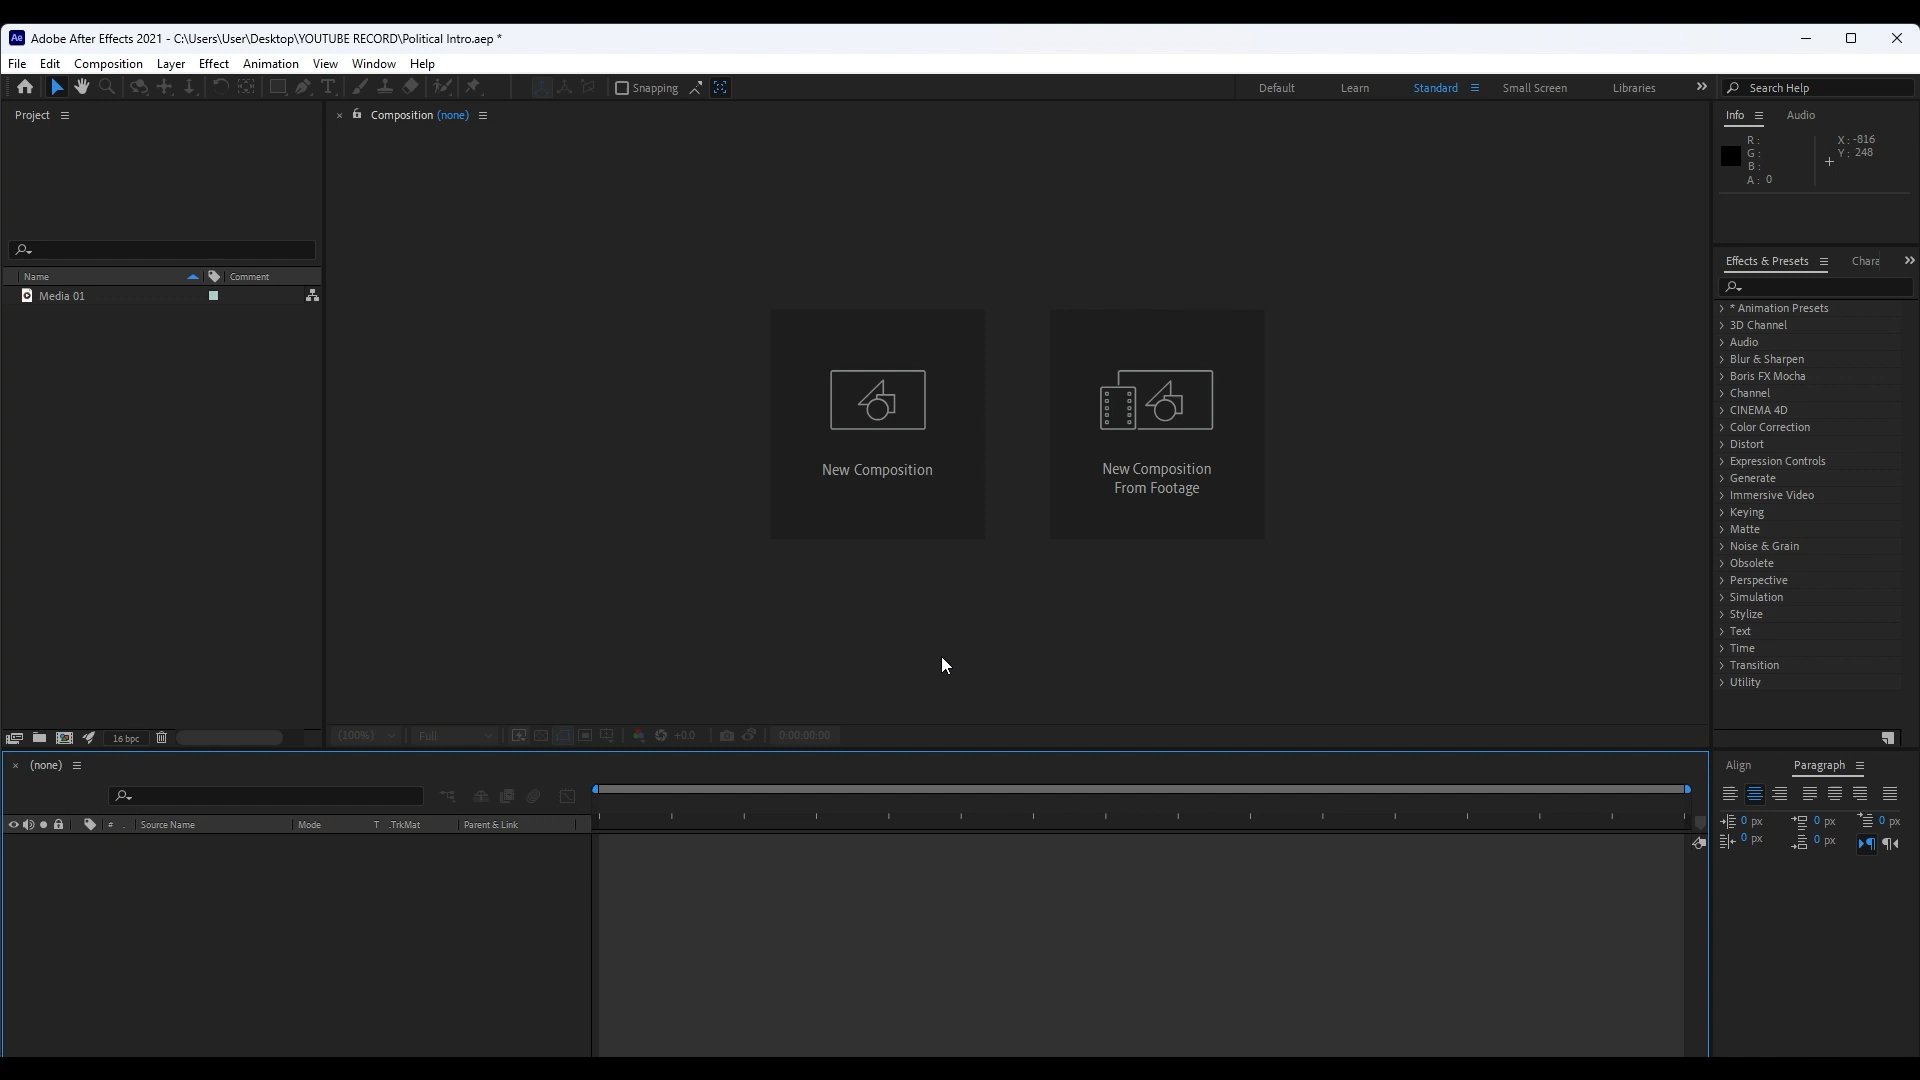 Ae Adobe After Effects 2021 - C:\Users\User\Desktop\YOUTUBE RECORD\Political Intro.aep *
File Edit Composition Layer Effect Animation View Window Help
Snapping Default Learn Standard Small Screen Libraries Search Help
Project
Composition (none)
Info Audio
R: X: -816
G: Y: 248
B:
A: 0
Name Comment
Media 01
Effects & Presets Chara
* Animation Presets
3D Channel
Audio
Blur & Sharpen
Boris FX Mocha
Channel
CINEMA 4D
Color Correction
Distort
Expression Controls
Generate
Immersive Video
Keying
Matte
Noise & Grain
Obsolete
Perspective
Simulation
Stylize
Text
Time
Transition
Utility
New Composition
New Composition
From Footage
16 bpc
(100%) Full +0.0 0:00:00:00
(none)
# . Source Name Mode T .TrkMat Parent & Link
Align Paragraph
0 px 0 px 0 px
0 px 0 px